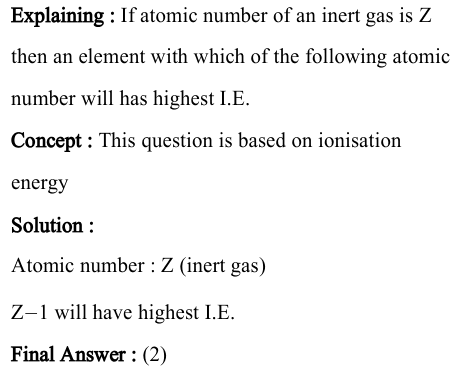 Explaining : If atomic number of an inert gas is Z
then an element with which of the following atomic
number will has highest I.E.
Concept : This question is based on ionisation
energy
Solution :
Atomic number : Z (inert gas)
Z−1 will have highest I.E.
Final Answer : (2)